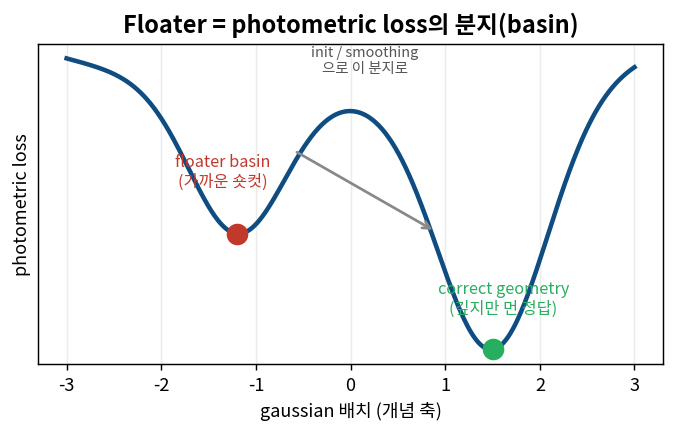 Floater = photometric loss의 분지(basin)
init / smoothing
으로 이 분지로
photometric loss
floater basin
(가까운 숏컷)
correct geometry
(깊지만 먼 정답)
-3 -2 -1 0 1 2 3
gaussian 배치 (개념 축)